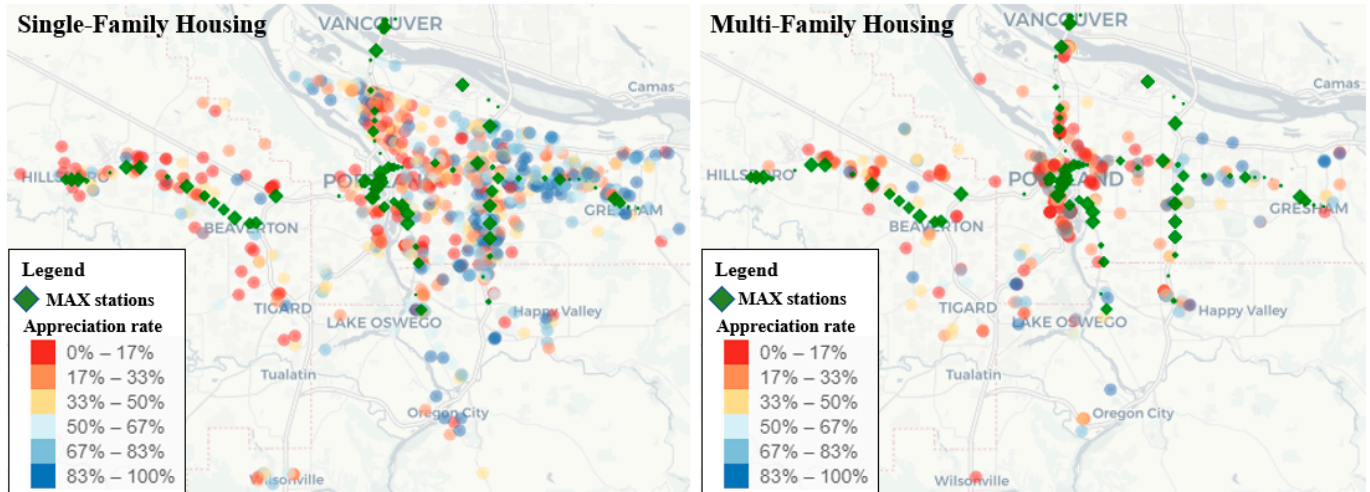 Single-Family Housing
VANCOUVER
Camas
HILLSBORO
PORTLAND
BEAVERTON
GRESHAM
TIGARD
LAKE OSWEGO
Happy Valley
Tualatin
Oregon City
Wilsonville
Legend
MAX stations
Appreciation rate
0% – 17%
17% – 33%
33% – 50%
50% – 67%
67% – 83%
83% – 100%
Multi-Family Housing
VANCOUVER
Camas
HILLSBORO
PORTLAND
BEAVERTON
GRESHAM
TIGARD
LAKE OSWEGO
Happy Valley
Tualatin
Oregon City
Wilsonville
Legend
MAX stations
Appreciation rate
0% – 17%
17% – 33%
33% – 50%
50% – 67%
67% – 83%
83% – 100%